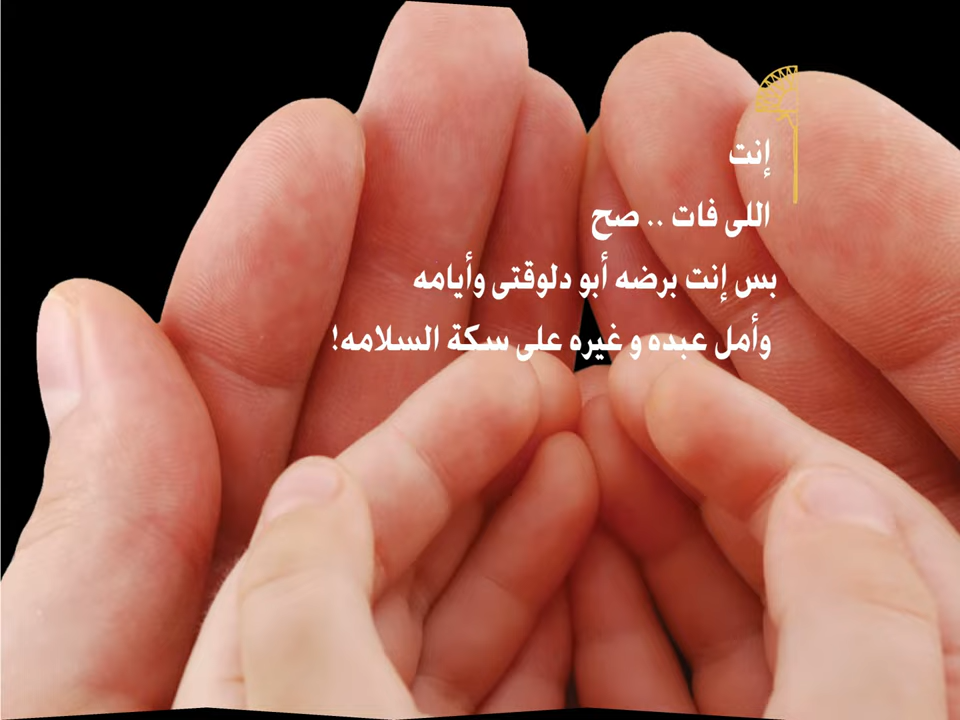 إنت
اللى فات .. صح
بس إنت برضه أبو دلوقتى وأيامه
وأمل عبده و غيره على سكة السلامه!